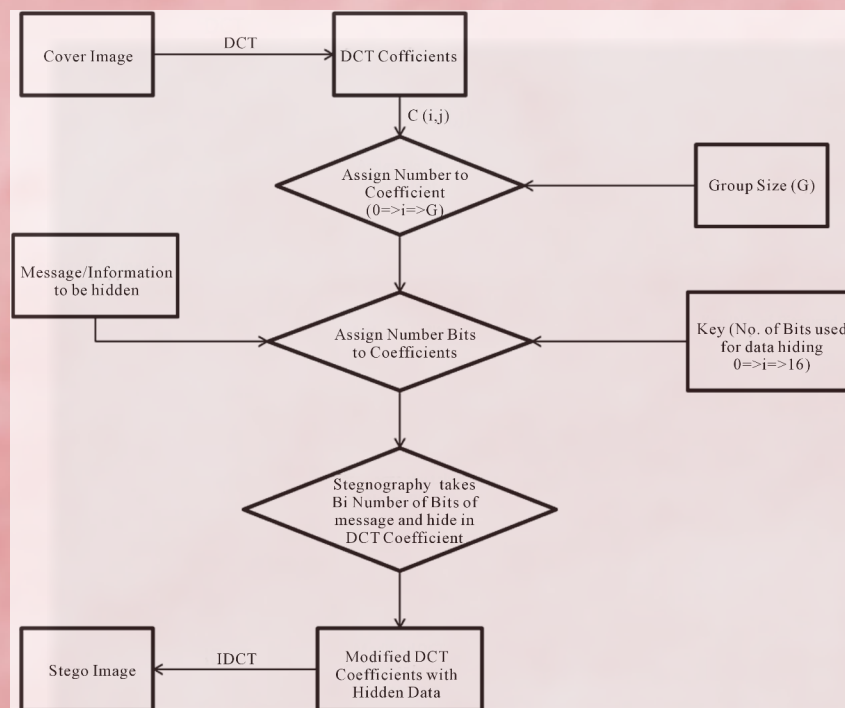 Cover Image
DCT
DCT Cofficients
C (i,j)
Assign Number to
Coefficient
(0=>i=>G)
Group Size (G)
Message/Information
to be hidden
Assign Number Bits
to Coefficients
Key (No. of Bits used
for data hiding
0=>i=>16)
Stegnography takes
Bi Number of Bits of
message and hide in
DCT Coefficient
Stego Image
IDCT
Modified DCT
Coefficients with
Hidden Data